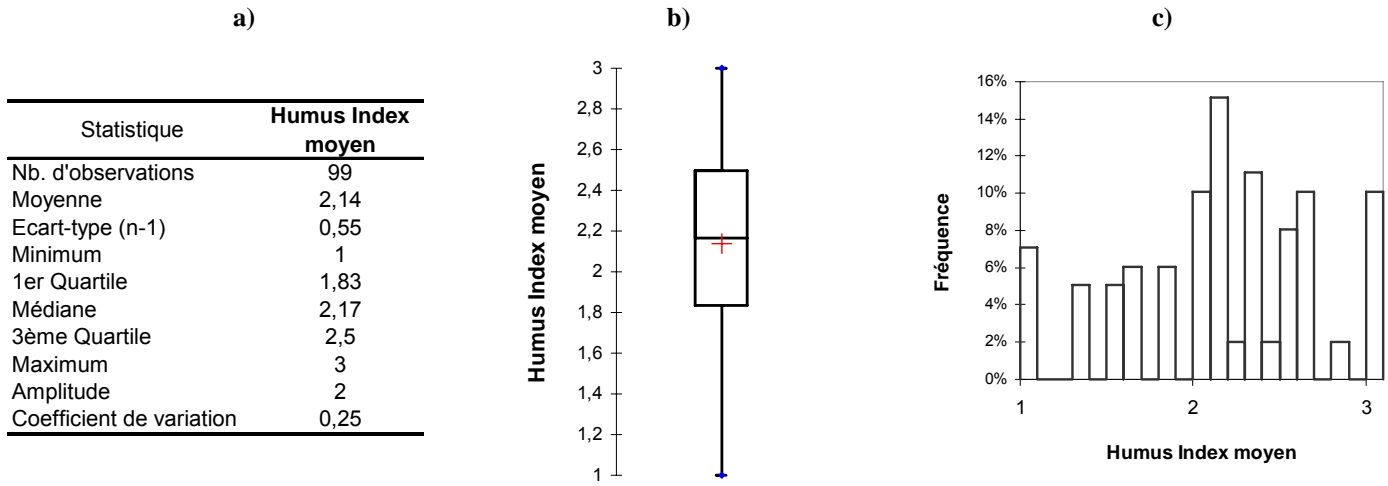 a)
Statistique Humus Index moyen
Nb. d'observations 99
Moyenne 2,14
Ecart-type (n-1) 0,55
Minimum 1
1er Quartile 1,83
Médiane 2,17
3ème Quartile 2,5
Maximum 3
Amplitude 2
Coefficient de variation 0,25
b)
Humus Index moyen
3
2,8
2,6
2,4
2,2
2
1,8
1,6
1,4
1,2
1
c)
Fréquence
16%
14%
12%
10%
8%
6%
4%
2%
0%
1 2 3
Humus Index moyen